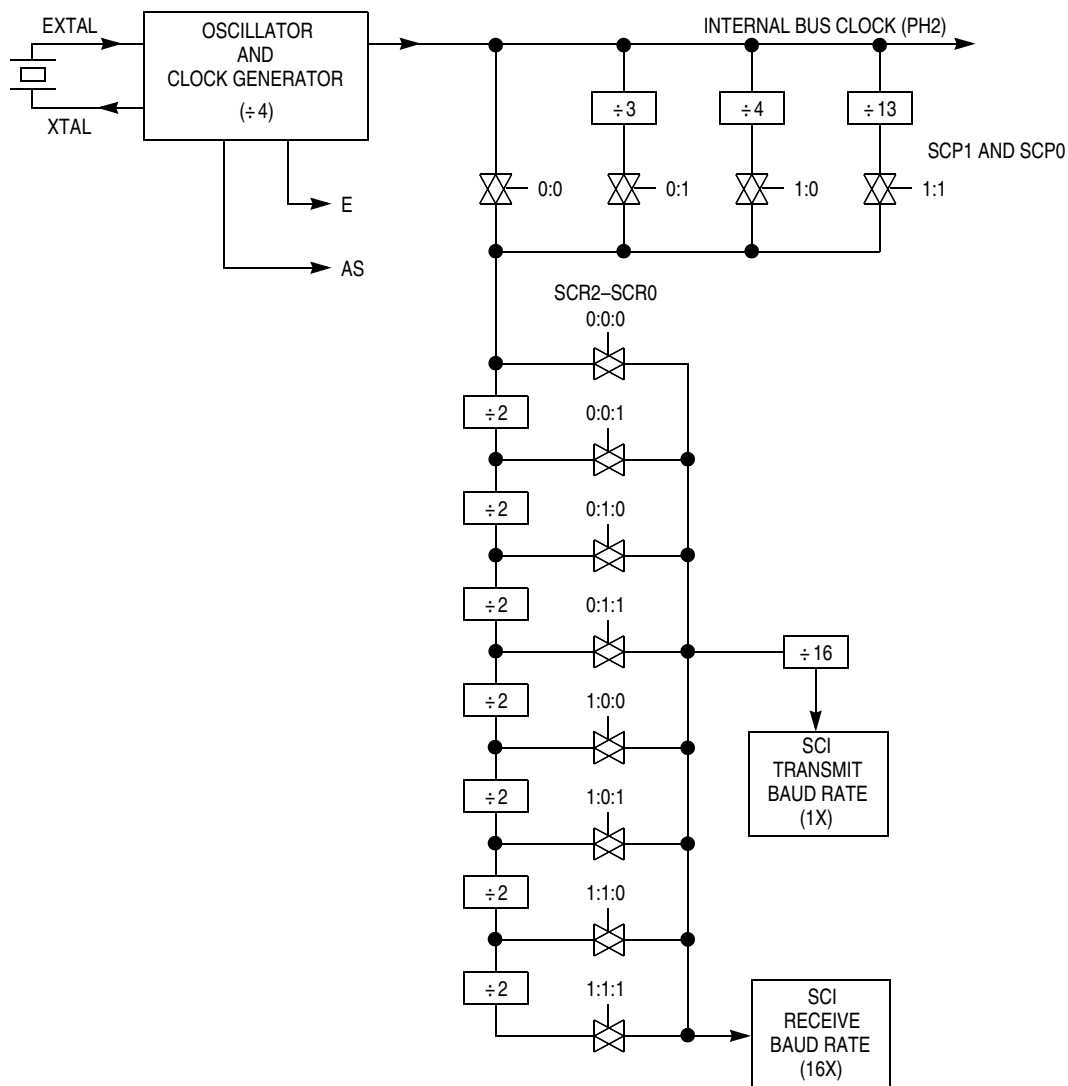 EXTAL
XTAL
OSCILLATOR
AND
CLOCK GENERATOR
(÷4)
INTERNAL BUS CLOCK (PH2)
÷3
÷4
÷13
SCP1 AND SCP0
0:0
0:1
1:0
1:1
E
AS
SCR2–SCR0
0:0:0
÷2
0:0:1
÷2
0:1:0
÷2
0:1:1
÷16
÷2
1:0:0
SCI
TRANSMIT
BAUD RATE
(1X)
÷2
1:0:1
÷2
1:1:0
÷2
1:1:1
SCI
RECEIVE
BAUD RATE
(16X)